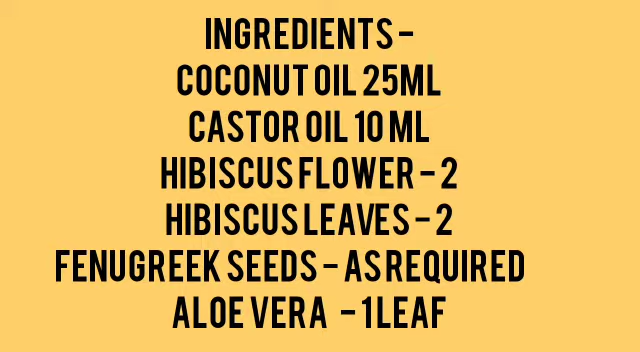 INGREDIENTS -
COCONUT OIL 25ML
CASTOR OIL 10 ML
HIBISCUS FLOWER - 2
HIBISCUS LEAVES - 2
FENUGREEK SEEDS - AS REQUIRED
ALOE VERA - 1 LEAF